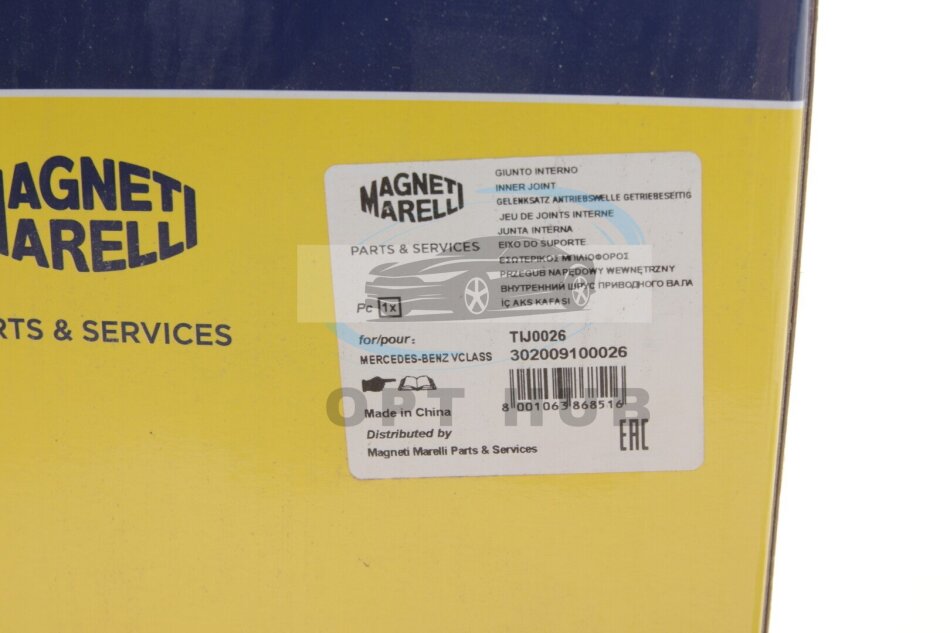 MAGNETI
MARELLI
PARTS & SERVICES
MAGNETI
MARELLI
PARTS & SERVICES
Pc 1x
GIUNTO INTERNO
INNER JOINT
GELENKSATZ ANTRIEBSWELLE GETRIEBESEITIG
JEU DE JOINTS INTERNE
JUNTA INTERNA
EIXO DO SUPORTE
ΕΣΩΤΕΡΙΚΟΣ ΜΠΙΛΙΟΦΟΡΟΣ
PRZEGUB NAPĘDOWY WEWNĘTRZNY
ВНУТРЕННИЙ ШРУС ПРИВОДНОГО ВАЛА
İÇ AKS KAFASI
for/pour:
MERCEDES-BENZ VCLASS
TIJ0026
302009100026
8 001063 868516
OPT HUB
Made in China
Distributed by
Magneti Marelli Parts & Services
EAC